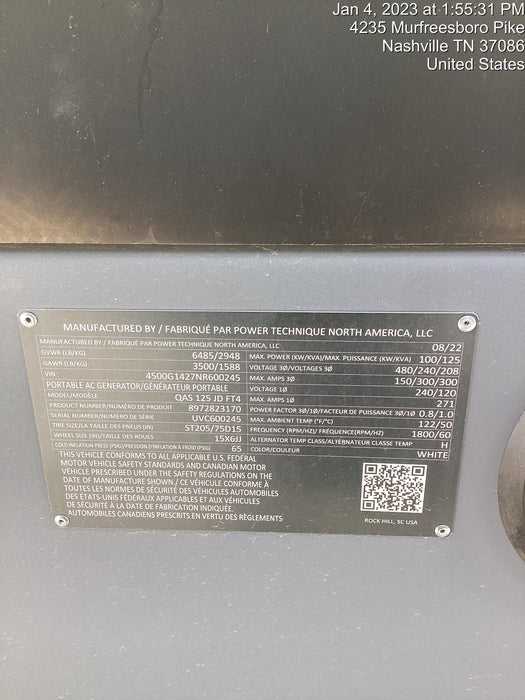 Jan 4, 2023 at 1:55:31 PM
4235 Murfreesboro Pike
Nashville TN 37086
United States
MANUFACTURED BY / FABRIQUÉ PAR POWER TECHNIQUE NORTH AMERICA, LLC
MANUFACTURED BY / FABRIQUÉ PAR POWER TECHNIQUE NORTH AMERICA, LLC 08/22
GVWR (LB/KG) 6485/2948 MAX. POWER (KW/KVA)/MAX. PUISSANCE (KW/KVA) 100/125
GAWR (LB/KG) 3500/1588 VOLTAGE 3Ø/VOLTAGES 3Ø 480/240/208
VIN 4500G1427NR600245 MAX. AMPS 3Ø 150/300/300
PORTABLE AC GENERATOR/GÉNÉRATEUR PORTABLE VOLTAGE 1Ø 240/120
MODEL/MODÈLE QAS 125 JD FT4 MAX. AMPS 1Ø 271
PRODUCT NUMBER/NUMÉRO DE PRODUIT 8972823170 POWER FACTOR 3Ø/1Ø/FACTEUR DE PUISSANCE 3Ø/1Ø 0.8/1.0
SERIAL NUMBER/NUMÉRO DE SÉRIE UVC600245 MAX. AMBIENT TEMP (°F/°C) 122/50
TIRE SIZE/LA TAILLE DES PNEUS (IN) ST205/75D15 FREQUENCY (RPM/HZ)/ FRÉQUENCE(RPM/HZ) 1800/60
WHEEL SIZE (IN)/TAILLE DES ROUES 15X6JJ ALTERNATOR TEMP CLASS/ALTERNATEUR CLASSE TEMP H
COLD INFLATION PRESS (PSIG)/PRESSION D'INFLATION À FROID (PSIG) 65 COLOR/COULEUR WHITE
THIS VEHICLE CONFORMS TO ALL APPLICABLE U.S. FEDERAL
MOTOR VEHICLE SAFETY STANDARDS AND CANADIAN MOTOR
VEHICLE PRESCRIBED UNDER THE SAFETY REGULATIONS ON THE
DATE OF MANUFACTURE SHOWN./ CE VÉHICULE CONFORME À
TOUTES LES NORMES DE SÉCURITÉ DES VÉHICULES AUTOMOBILES
DES ÉTATS-UNIS FÉDÉRAUX APPLICABLES ET AUX VÉHICULES
DE SÉCURITÉ À LA DATE DE FABRICATION INDIQUÉE.
AUTOMOBILES CANADIENS PRESCRITS EN VERTU DES RÈGLEMENTS
ROCK HILL, SC USA